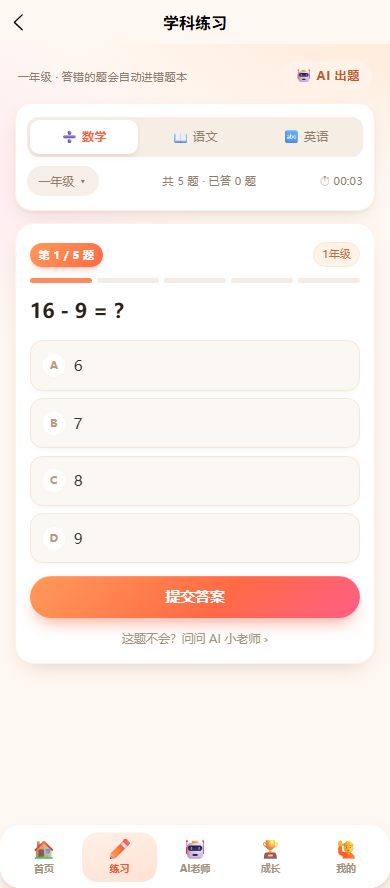 学科练习
一年级 · 答错的题会自动进错题本
AI 出题
数学
语文
abc 英语
一年级
共 5 题 · 已答 0 题
00:03
第 1 / 5 题
1年级
16 - 9 = ?
A 6
B 7
C 8
D 9
提交答案
这题不会？问问 AI 小老师 ›
首页
练习
AI老师
成长
我的